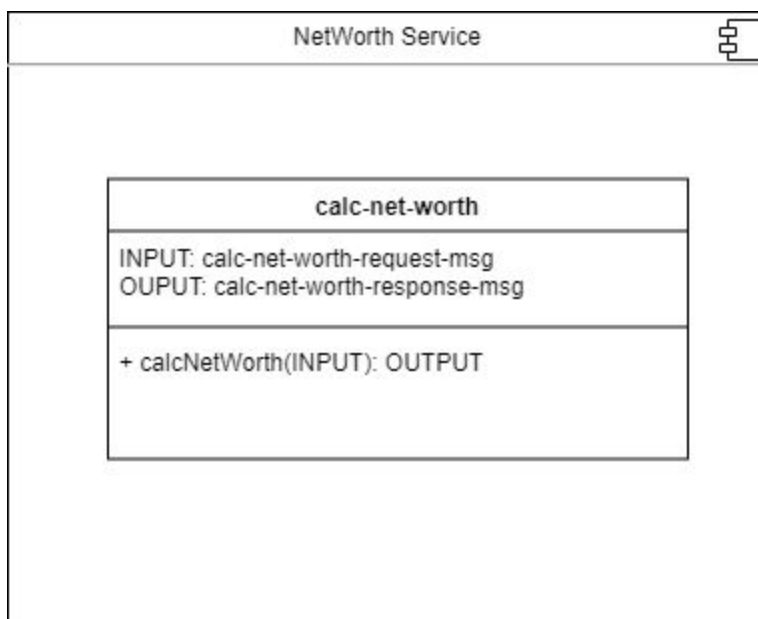 NetWorth Service
calc-net-worth
INPUT: calc-net-worth-request-msg
OUPUT: calc-net-worth-response-msg
+ calcNetWorth(INPUT): OUTPUT